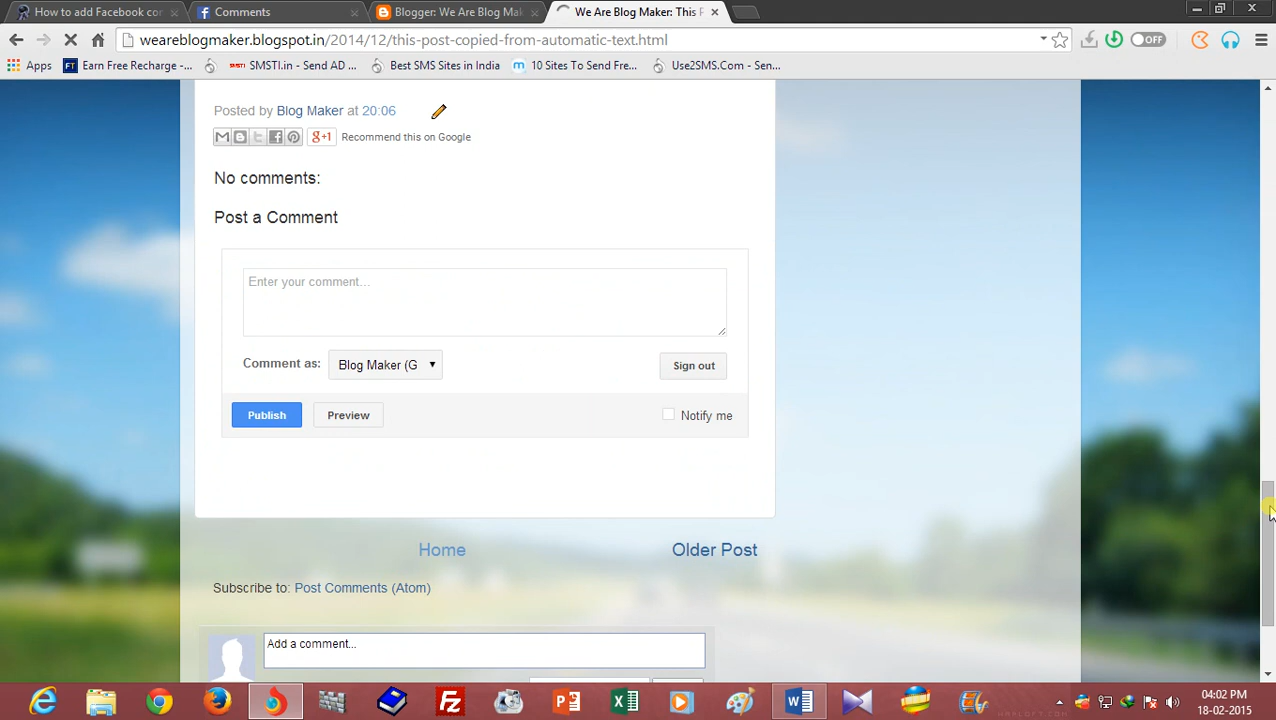 How to add Facebook cor
Comments
Blogger: We Are Blog Mak
We Are Blog Maker: This P
weareblogmaker.blogspot.in/2014/12/this-post-copied-from-automatic-text.html
OFF
Apps
Earn Free Recharge -...
SMSTI.in - Send AD ...
Best SMS Sites in India
10 Sites To Send Fre...
Use2SMS.Com - Sen...
Posted by Blog Maker at 20:06
g+1 Recommend this on Google
No comments:
Post a Comment
Enter your comment...
Comment as: Blog Maker (G
Sign out
Publish
Preview
Notify me
Home
Older Post
Subscribe to: Post Comments (Atom)
Add a comment...
04:02 PM
18-02-2015